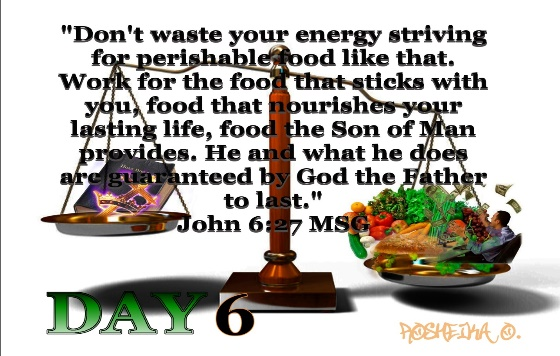 "Don't waste your energy striving
for perishable food like that.
Work for the food that sticks with
you, food that nourishes your
lasting life, food the Son of Man
provides. He and what he does
are guaranteed by God the Father
to last."
John 6:27 MSG
DAY 6
ROSHEIKA O.